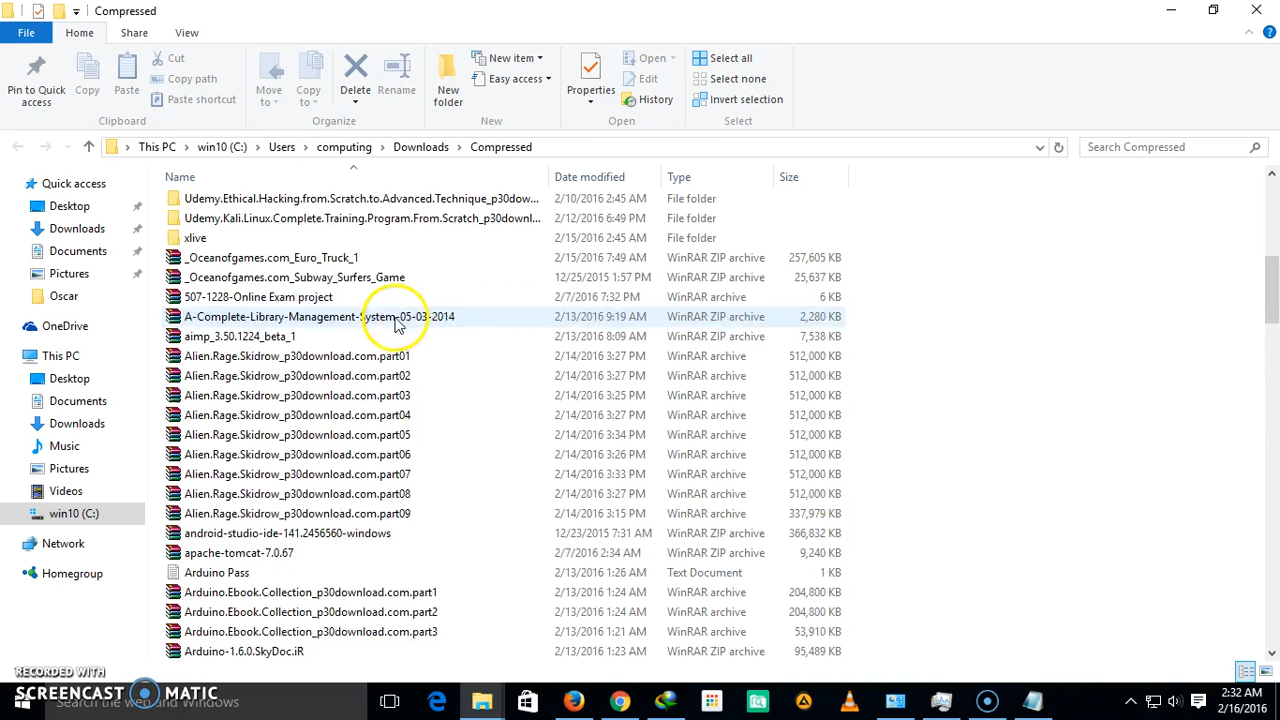 Compressed
File Home Share View
Pin to Quick access
Copy
Paste
Cut
Copy path
Paste shortcut
Clipboard
Move to
Copy to
Delete
Rename
Organize
New folder
New item
Easy access
New
Properties
Open
Edit
History
Open
Select all
Select none
Invert selection
Select
This PC win10 (C:) Users computing Downloads Compressed
Search Compressed
Quick access
Desktop
Downloads
Documents
Pictures
Oscar
OneDrive
This PC
Desktop
Documents
Downloads
Music
Pictures
Videos
win10 (C:)
Network
Homegroup
Name Date modified Type Size
Udemy.Ethical.Hacking.from.Scratch.to.Advanced.Technique_p30dow... 2/10/2016 2:45 AM File folder
Udemy.Kali.Linux.Complete.Training.Program.From.Scratch_p30downl... 2/12/2016 6:49 PM File folder
xlive 2/15/2016 2:45 AM File folder
_Oceanofgames.com_Euro_Truck_1 2/15/2016 7:49 AM WinRAR ZIP archive 257,605 KB
_Oceanofgames.com_Subway_Surfers_Game 12/25/2015 1:57 PM WinRAR ZIP archive 25,637 KB
507-1228-Online Exam project 2/7/2016 7:32 PM WinRAR ZIP archive 6 KB
A-Complete-Library-Management-System-05-03-2014 2/13/2016 9:19 AM WinRAR ZIP archive 2,280 KB
aimp_3.50.1224_beta_1 2/13/2016 8:09 AM WinRAR ZIP archive 7,538 KB
Alien.Rage.Skidrow_p30download.com.part01 2/14/2016 3:27 PM WinRAR archive 512,000 KB
Alien.Rage.Skidrow_p30download.com.part02 2/14/2016 3:27 PM WinRAR archive 512,000 KB
Alien.Rage.Skidrow_p30download.com.part03 2/14/2016 3:25 PM WinRAR archive 512,000 KB
Alien.Rage.Skidrow_p30download.com.part04 2/14/2016 3:27 PM WinRAR archive 512,000 KB
Alien.Rage.Skidrow_p30download.com.part05 2/14/2016 3:34 PM WinRAR archive 512,000 KB
Alien.Rage.Skidrow_p30download.com.part06 2/14/2016 3:26 PM WinRAR archive 512,000 KB
Alien.Rage.Skidrow_p30download.com.part07 2/14/2016 3:33 PM WinRAR archive 512,000 KB
Alien.Rage.Skidrow_p30download.com.part08 2/14/2016 3:27 PM WinRAR archive 512,000 KB
Alien.Rage.Skidrow_p30download.com.part09 2/14/2016 3:15 PM WinRAR archive 337,979 KB
android-studio-ide-141.2456560-windows 12/23/2015 7:31 AM WinRAR ZIP archive 366,832 KB
apache-tomcat-7.0.67 2/7/2016 2:34 AM WinRAR ZIP archive 9,240 KB
Arduino Pass 2/13/2016 1:26 AM Text Document 1 KB
Arduino.Ebook.Collection_p30download.com.part1 2/13/2016 1:24 AM WinRAR archive 204,800 KB
Arduino.Ebook.Collection_p30download.com.part2 2/13/2016 1:24 AM WinRAR archive 204,800 KB
Arduino.Ebook.Collection_p30download.com.part3 2/13/2016 1:21 AM WinRAR archive 53,910 KB
Arduino-1.6.0.SkyDoc.iR 2/13/2016 1:23 AM WinRAR archive 95,489 KB
RECORDED WITH
SCREENCAST MATIC
Search the web and Windows
2:32 AM
2/16/2016